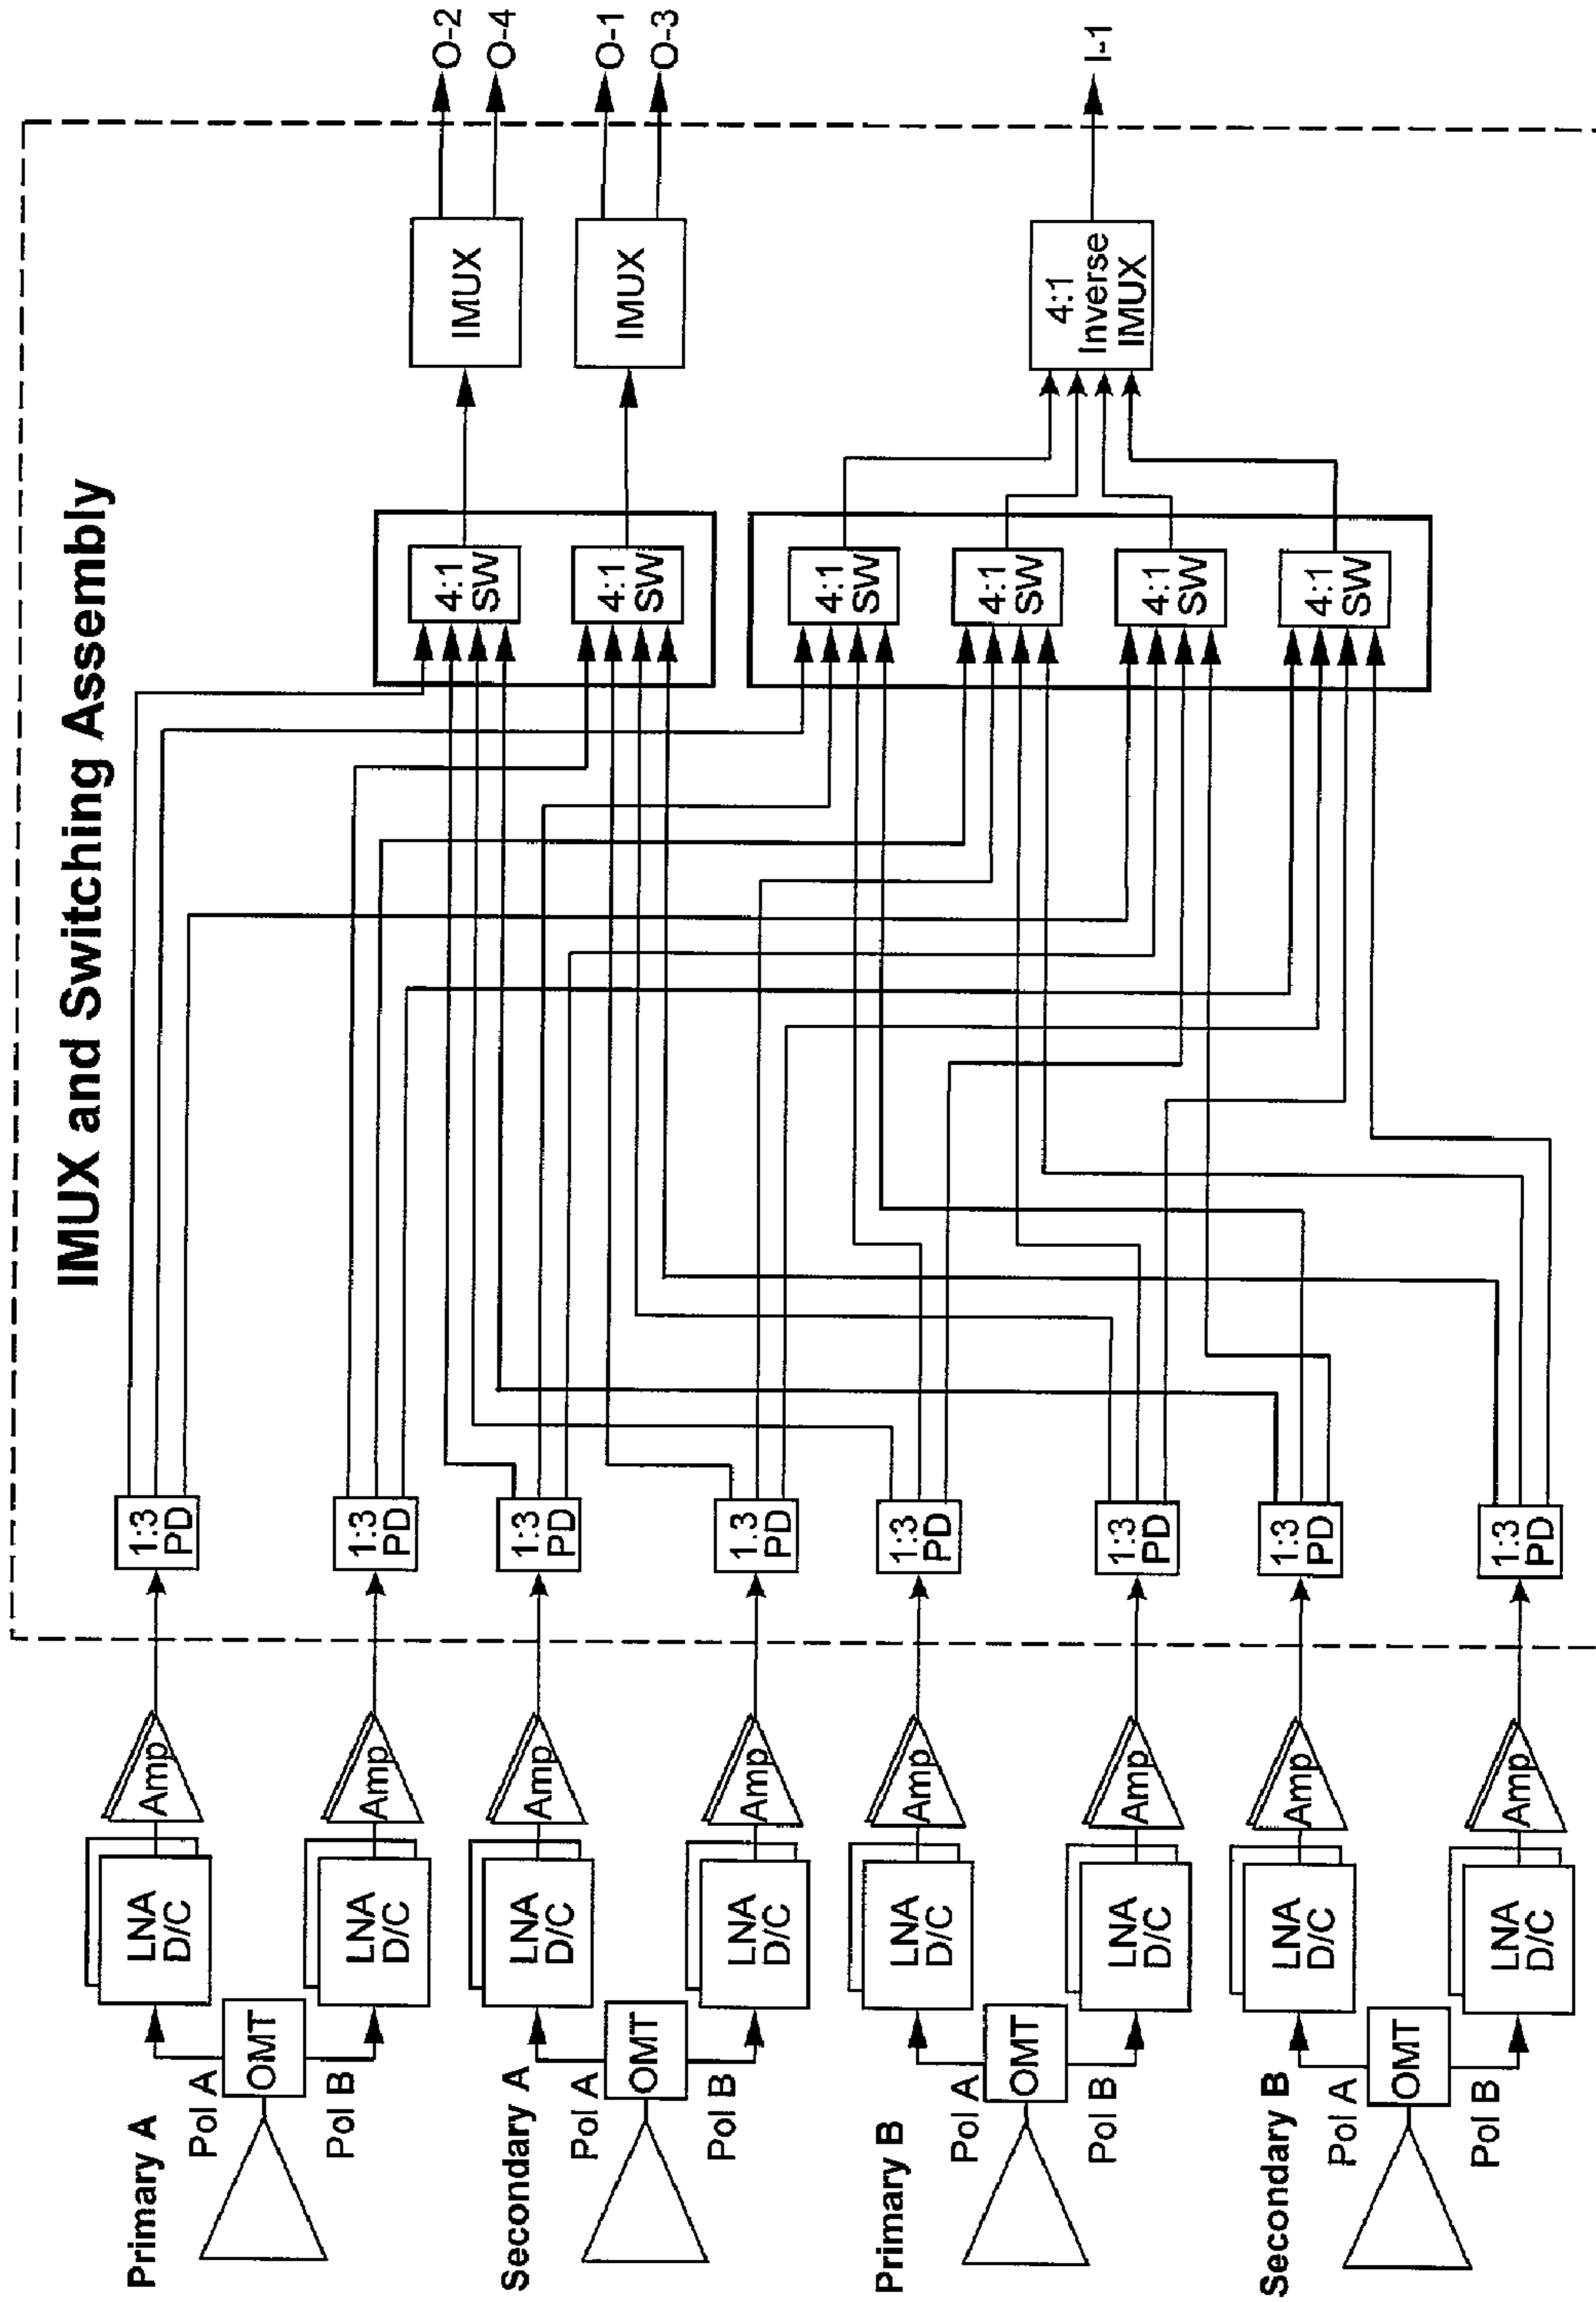 IMUX and Switching Assembly
Primary A
Pol A
OMT
Pol B
LNA
D/C
Amp
1:3
PD
LNA
D/C
Amp
1:3
PD
Secondary A
Pol A
OMT
Pol B
LNA
D/C
Amp
1:3
PD
LNA
D/C
Amp
1.3
PD
Primary B
Pol A
OMT
Pol B
LNA
D/C
Amp
1:3
PD
LNA
D/C
Amp
1:3
PD
Secondary B
Pol A
OMT
Pol B
LNA
D/C
Amp
1:3
PD
LNA
D/C
Amp
1:3
PD
4:1
SW
4:1
SW
4:1
SW
4:1
SW
4:1
SW
4:1
SW
IMUX
IMUX
4:1
Inverse
IMUX
O-2
O-4
O-1
O-3
I-1